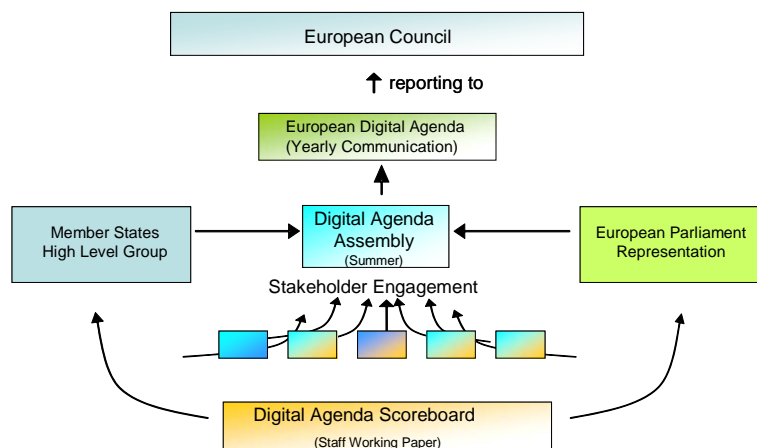 European Council
reporting to
European Digital Agenda
(Yearly Communication)
Digital Agenda
Assembly
(Summer)
Member States
High Level Group
European Parliament
Representation
Stakeholder Engagement
Digital Agenda Scoreboard
(Staff Working Paper)